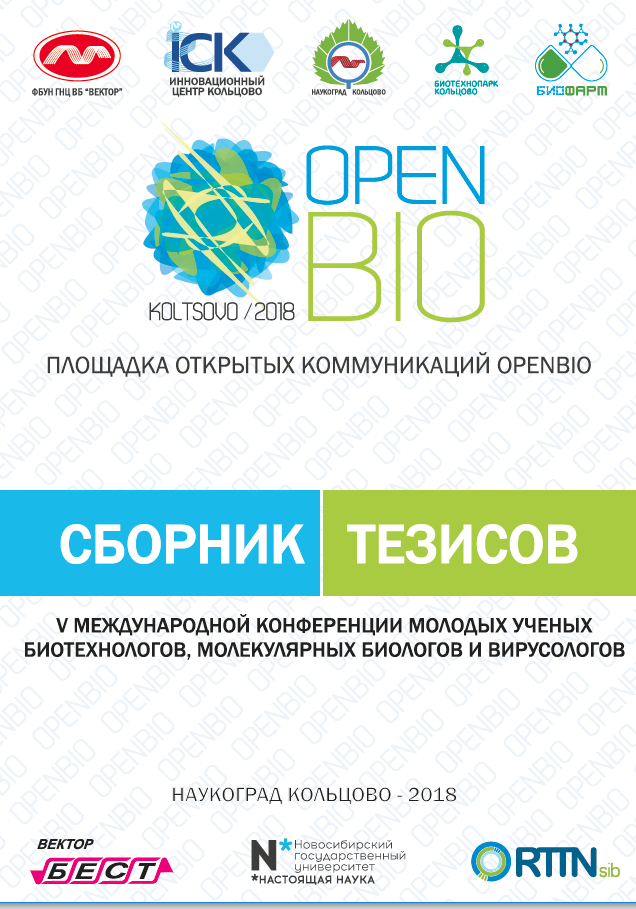 ФБУН ГНЦ ВБ "ВЕКТОР"
ICK
ИННОВАЦИОННЫЙ
ЦЕНТР КОЛЬЦОВО
НАУКОГРАД КОЛЬЦОВО
БИОТЕХНОПАРК
КОЛЬЦОВО
БИОФАРМ
OPEN
BIO
KOLTSOVO / 2018
ПЛОЩАДКА ОТКРЫТЫХ КОММУНИКАЦИЙ OPENBIO
СБОРНИК ТЕЗИСОВ
V МЕЖДУНАРОДНОЙ КОНФЕРЕНЦИИ МОЛОДЫХ УЧЕНЫХ
БИОТЕХНОЛОГОВ, МОЛЕКУЛЯРНЫХ БИОЛОГОВ И ВИРУСОЛОГОВ
НАУКОГРАД КОЛЬЦОВО - 2018
ВЕКТОР
БЕСТ
N*
Новосибирский
государственный
университет
*НАСТОЯЩАЯ НАУКА
RTTN sib